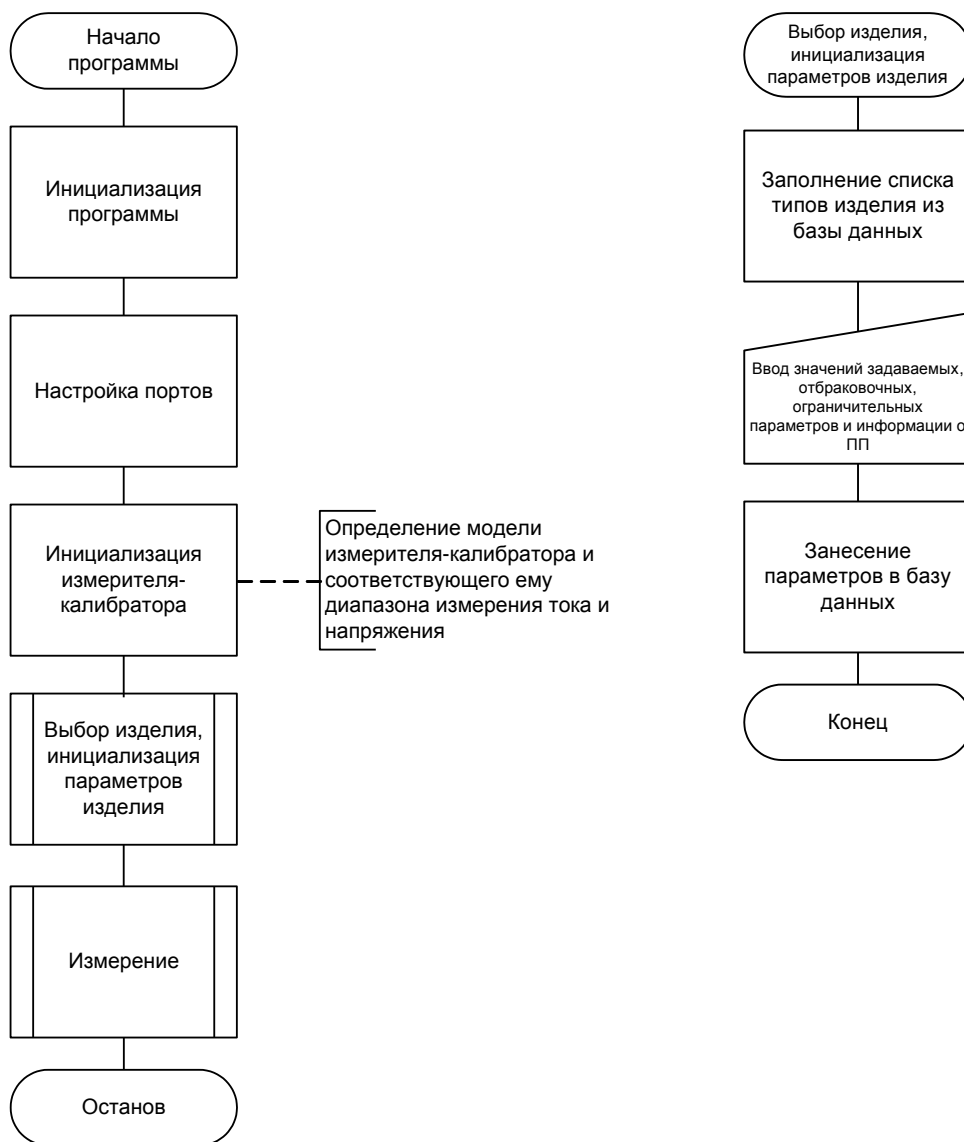 Начало
программы
Инициализация
программы
Настройка портов
Инициализация
измерителя-
калибратора
Определение модели
измерителя-калибратора и
соответствующего ему
диапазона измерения тока и
напряжения
Выбор изделия,
инициализация
параметров
изделия
Измерение
Останов
Выбор изделия,
инициализация
параметров изделия
Заполнение списка
типов изделия из
базы данных
Ввод значений задаваемых,
отбраковочных,
ограничительных
параметров и информации о
ПП
Занесение
параметров в базу
данных
Конец